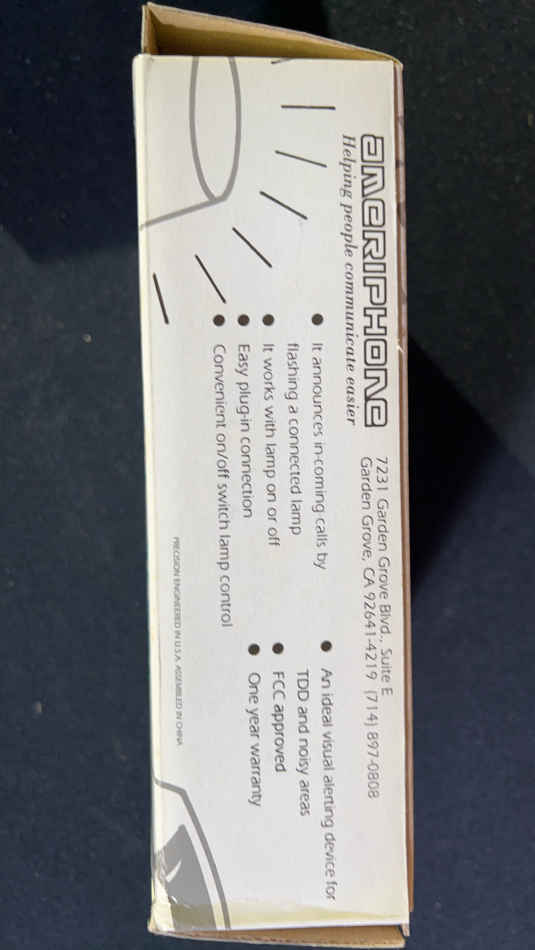 AMERIPHONE
Helping people communicate easier
7231 Garden Grove Blvd., Suite E
Garden Grove, CA 92641-4219 (714) 897-0808
● It announces in-coming calls by
flashing a connected lamp
● It works with lamp on or off
● Easy plug-in connection
● Convenient on/off switch lamp control
● An ideal visual alerting device for
TDD and noisy areas
● FCC approved
● One year warranty
PRECISION ENGINEERED IN U.S.A. ASSEMBLED IN CHINA